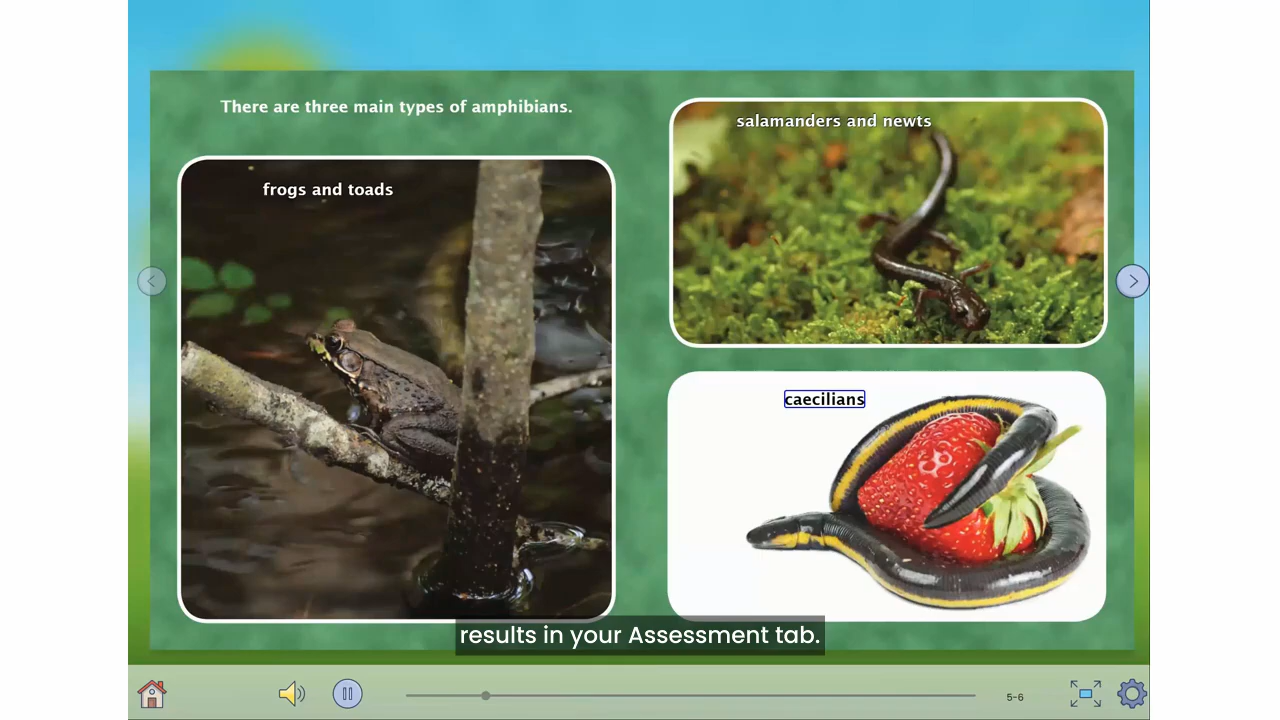 There are three main types of amphibians.
frogs and toads
salamanders and newts
caecilians
results in your Assessment tab.
5-6